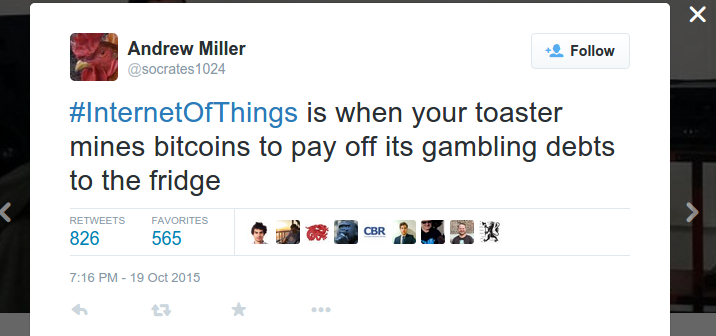 Andrew Miller
@socrates1024
Follow
#InternetOfThings is when your toaster
mines bitcoins to pay off its gambling debts
to the fridge
RETWEETS FAVORITES
826 565
CBR
7:16 PM - 19 Oct 2015